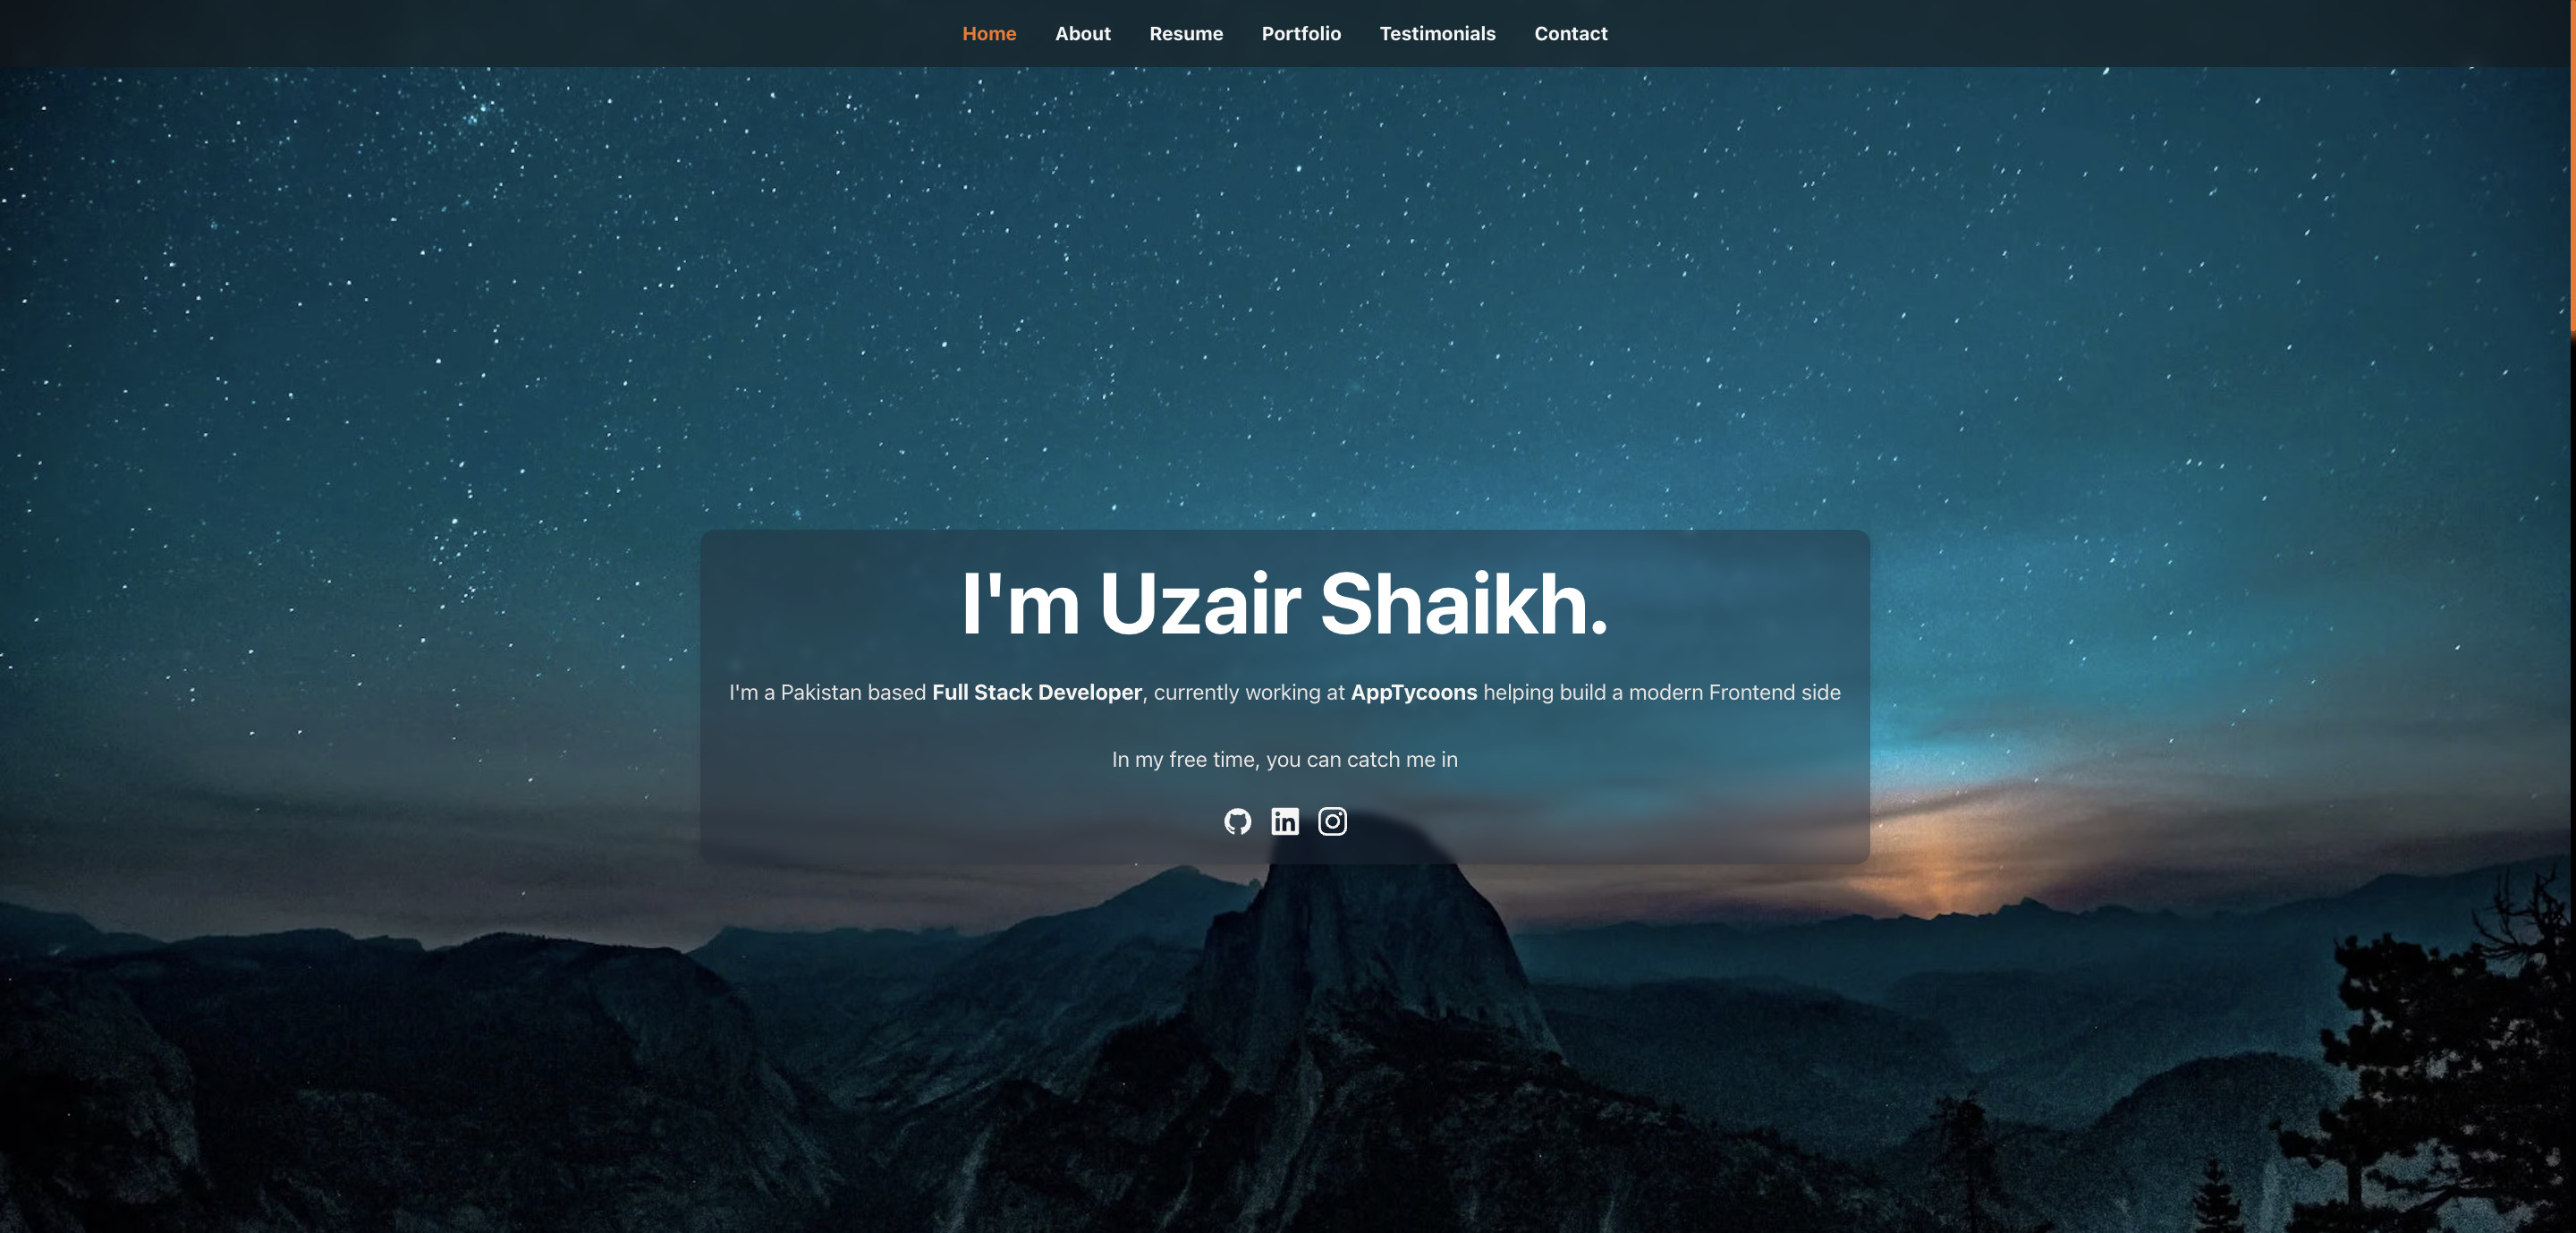 Home About Resume Portfolio Testimonials Contact
I'm Uzair Shaikh.
I'm a Pakistan based Full Stack Developer, currently working at AppTycoons helping build a modern Frontend side
In my free time, you can catch me in
in